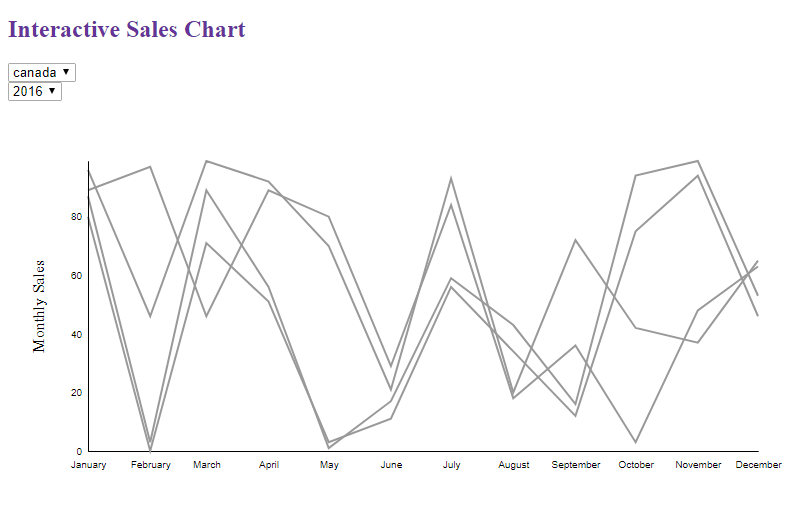 Interactive Sales Chart
canada
2016
Monthly Sales
80
60
40
20
0
January February March April May June July August September October November December